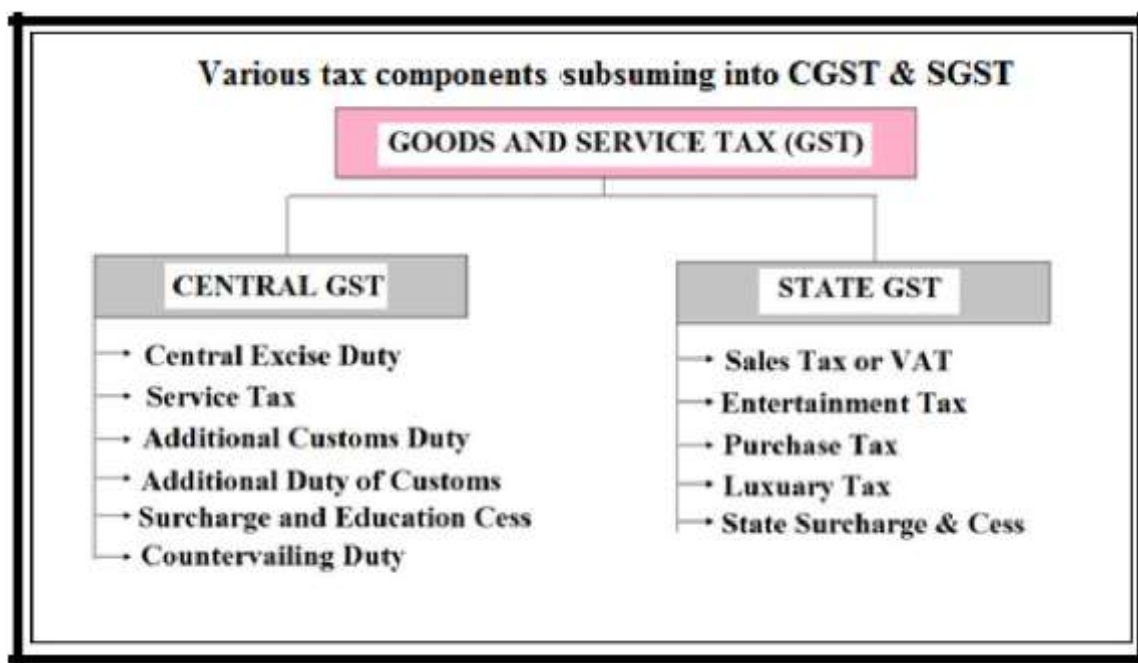 Various tax components subsuming into CGST & SGST
GOODS AND SERVICE TAX (GST)
CENTRAL GST
Central Excise Duty
Service Tax
Additional Customs Duty
Additional Duty of Customs
Surcharge and Education Cess
Countervailing Duty
STATE GST
Sales Tax or VAT
Entertainment Tax
Purchase Tax
Luxuary Tax
State Surcharge & Cess